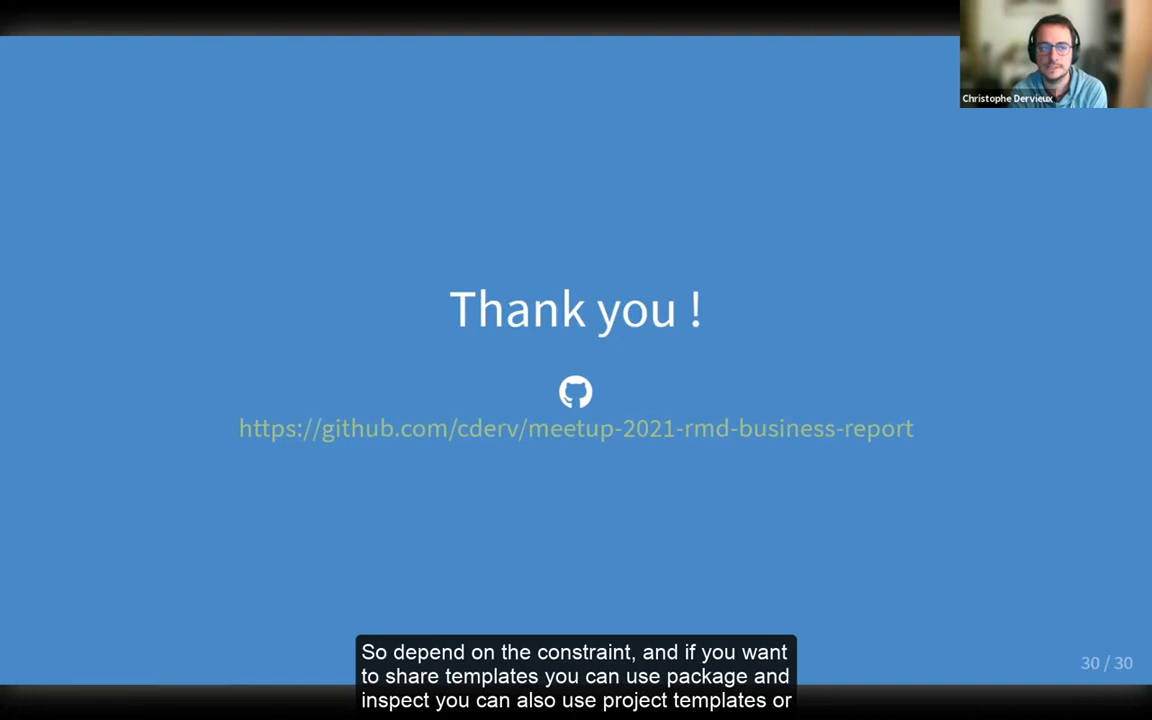 Christophe Dervieux
Thank you !
https://github.com/cderv/meetup-2021-rmd-business-report
30 / 30
So depend on the constraint, and if you want
to share templates you can use package and
inspect you can also use project templates or